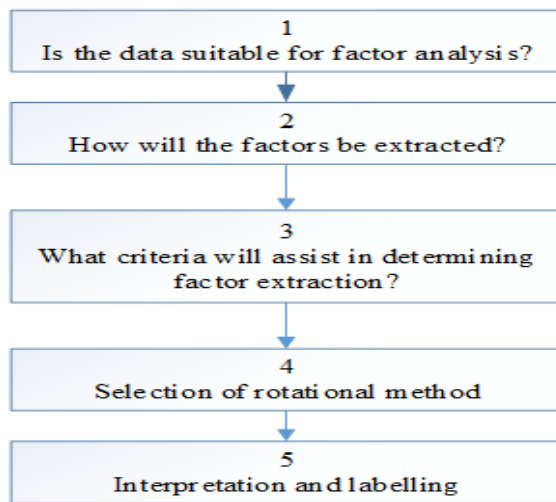 1
Is the data suitable for factor analysis?
2
How will the factors be extracted?
3
What criteria will assist in determining
factor extraction?
4
Selection of rotational method
5
Interpretation and labelling